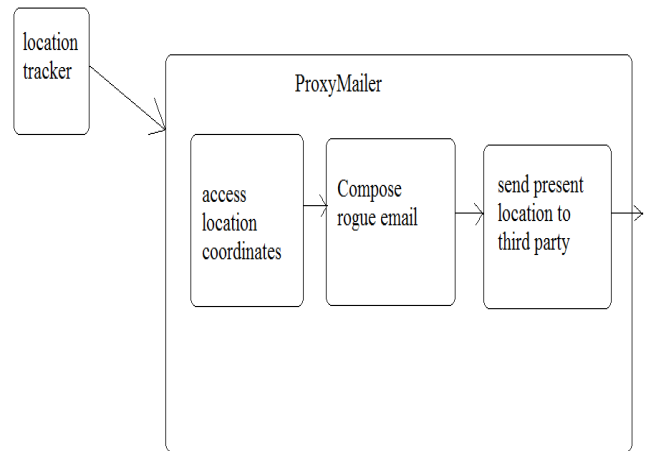 location
tracker
ProxyMailer
access
location
coordinates
Compose
rogue email
send present
location to
third party